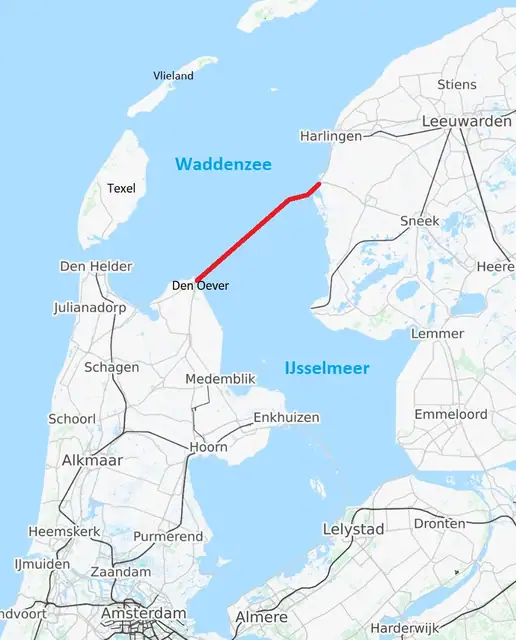 Vlieland
Stiens
Leeuwarden
Harlingen
Waddenzee
Texel
Sneek
Den Helder
Heere
Den Oever
Julianadorp
Lemmer
Schagen
IJsselmeer
Medemblik
Emmeloord
Schoorl
Enkhuizen
Hoorn
Alkmaar
Lelystad
Dronten
Heemskerk
Purmerend
IJmuiden
Zaandam
ndvoort
Amsterdam
Almere
Harderwijk